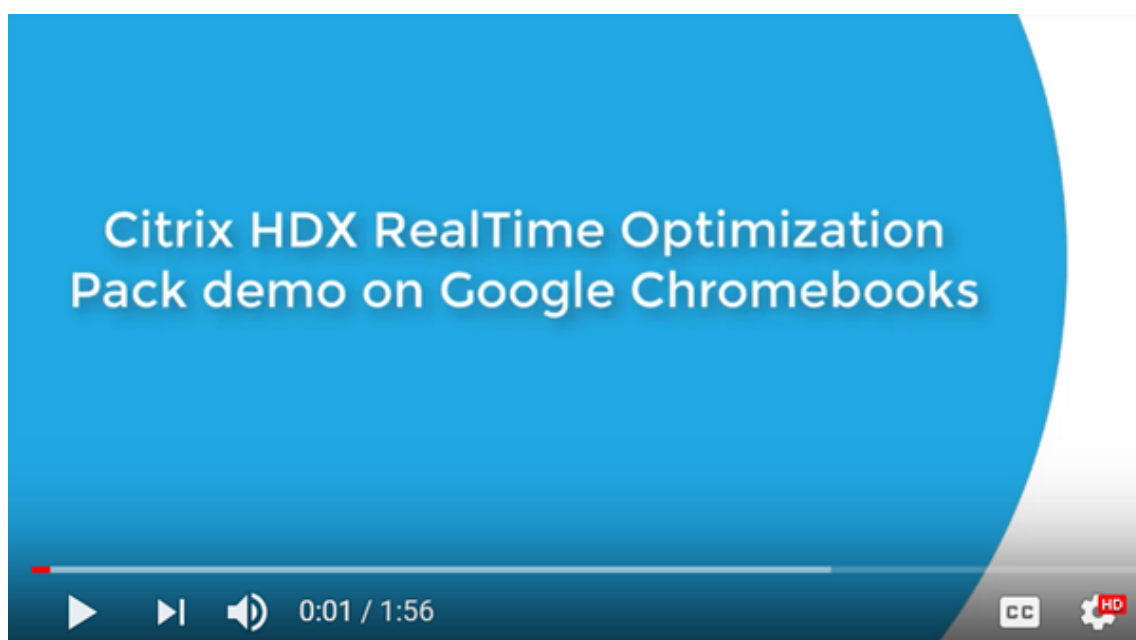 Citrix HDX RealTime Optimization
Pack demo on Google Chromebooks
0:01 / 1:56
CC
HD